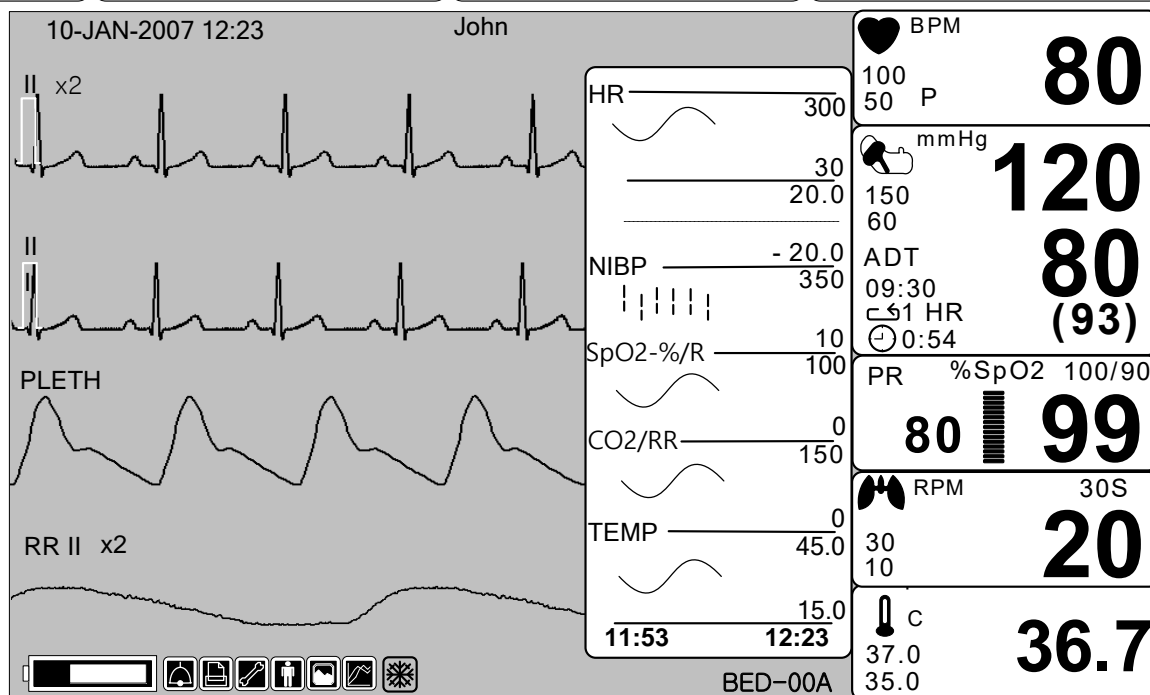 10-JAN-2007 12:23
John
II x2
II
I
PLETH
RR II x2
HR
300
30
20.0
- 20.0
NIBP
350
10
SpO2-%/R
100
0
CO2/RR
150
0
TEMP
45.0
15.0
11:53 12:23
BED-00A
BPM
80
100
50 P
mmHg
120
150
60
80
ADT
09:30
1 HR
(93)
0:54
PR %SpO2 100/90
80 99
RPM 30S
20
30
10
C
36.7
37.0
35.0